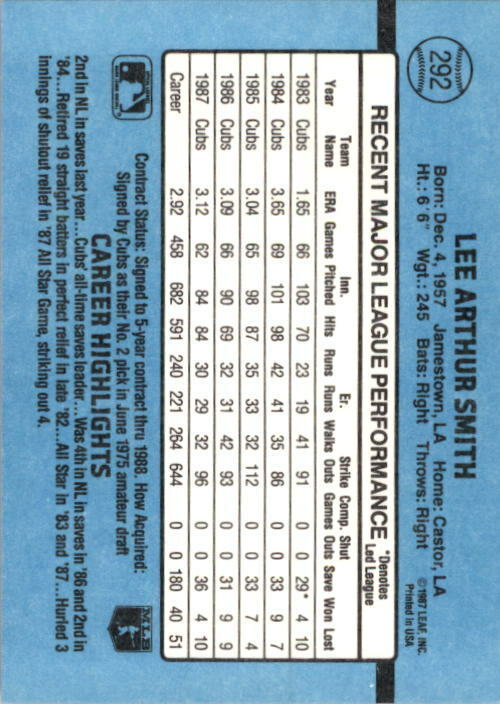 292
LEE ARTHUR SMITH
Born: Dec. 4, 1957 Jamestown, LA Home: Castor, LA
Ht.: 6'6" Wgt.: 245 Bats: Right Throws: Right
©1987 LEAF, INC.
Printed in USA
RECENT MAJOR LEAGUE PERFORMANCE
*Denotes
Led League
Team Inn. Er. Strike Comp. Shut
Year Name ERA Games Pitched Hits Runs Runs Walks Outs Games Outs Save Won Lost
1983 Cubs 1.65 66 103 70 23 19 41 91 0 0 29* 4 10
1984 Cubs 3.65 69 101 98 42 41 35 86 0 0 33 9 7
1985 Cubs 3.04 65 98 87 35 33 32 112 0 0 33 7 4
1986 Cubs 3.09 66 90 69 32 31 42 93 0 0 31 9 9
1987 Cubs 3.12 62 84 84 30 29 32 96 0 0 36 4 10
Career 2.92 458 682 591 240 221 264 644 0 0 180 40 51
Contract Status: Signed to 5-year contract thru 1988. How Acquired:
Signed by Cubs as their No. 2 pick in June 1975 amateur draft
MLB
CAREER HIGHLIGHTS
2nd in NL in saves last year...Cubs' all-time saves leader...Was 4th in NL in saves in '86 and 2nd in
'84...Retired 19 straight batters in perfect relief in late '82...All Star in '83 and '87...Hurled 3
innings of shutout relief in '87 All Star Game, striking out 4.